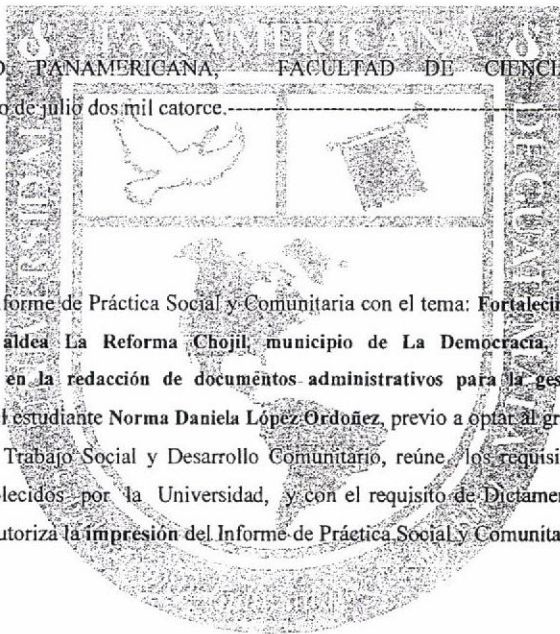 PANAMERICANA
D PANAMERICANA, FACULTAD DE CIENCI
o de julio dos mil catorce.----------------------------------------
forme de Práctica Social y Comunitaria con el tema: Fortalecin
aldea La Reforma Chojil, municipio de La Democracia,
en la redacción de documentos administrativos para la ges
l estudiante Norma Daniela López Ordoñez, previo a optar al gr
Trabajo Social y Desarrollo Comunitario, reúne los requisi
lecidos por la Universidad, y con el requisito de Dictamen
utoriza la impresión del Informe de Práctica Social y Comunita